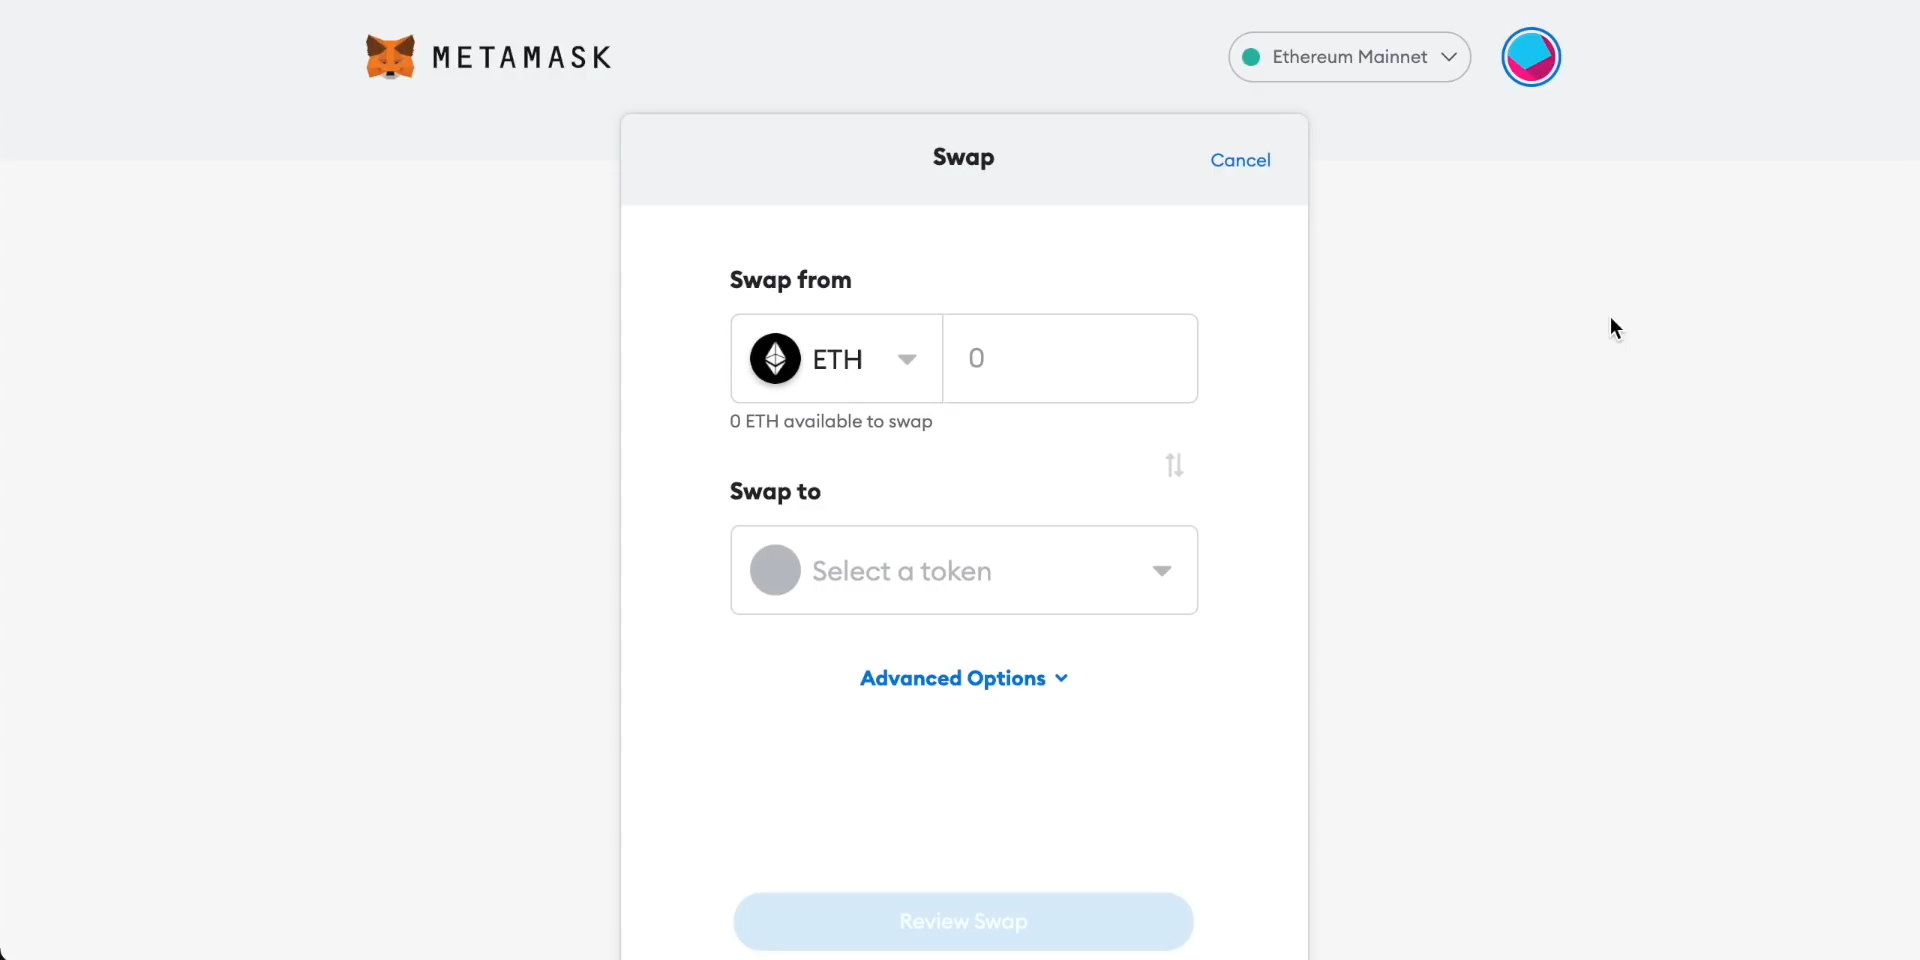 METAMASK
Ethereum Mainnet
Swap
Cancel
Swap from
ETH
0
0 ETH available to swap
Swap to
Select a token
Advanced Options
Review Swap